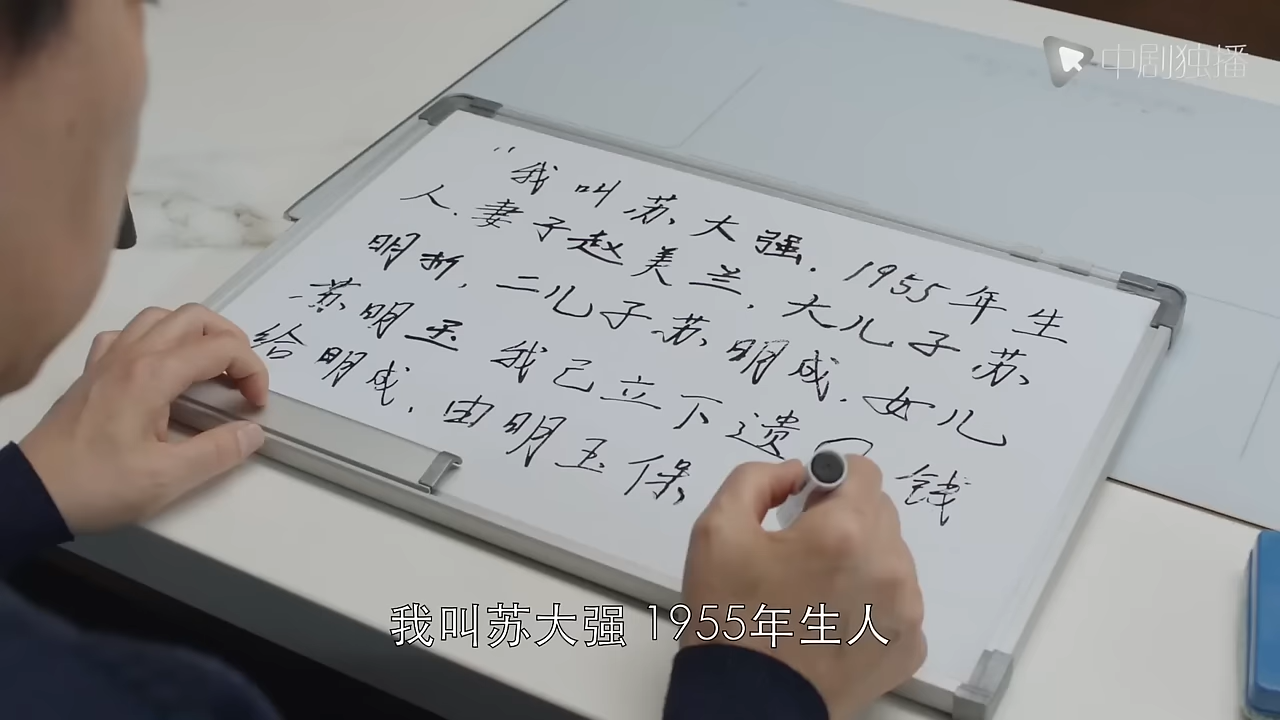 中剧独播
“我叫苏大强．1955年生
人．妻子赵美兰，大儿子苏
明哲，二儿子苏明成．女儿
苏明玉 我已立下遗 钱
给明成．由明玉保
我叫苏大强 1955年生人